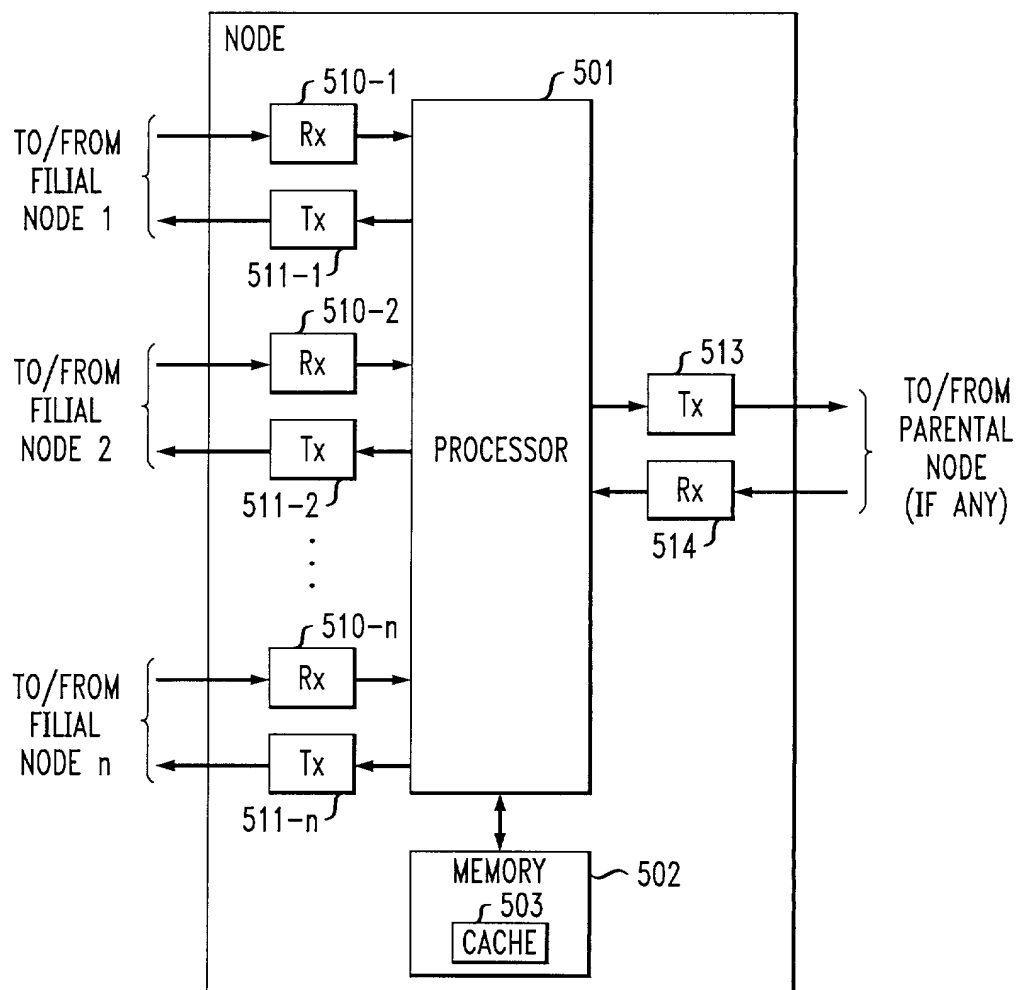 NODE
501
510-1
Rx
TO/FROM
FILIAL
NODE 1
Tx
511-1
510-2
Rx
TO/FROM
FILIAL
NODE 2
Tx
511-2
PROCESSOR
513
Tx
TO/FROM
PARENTAL
NODE
(IF ANY)
Rx
514
510-n
Rx
TO/FROM
FILIAL
NODE n
Tx
511-n
MEMORY
502
503
CACHE